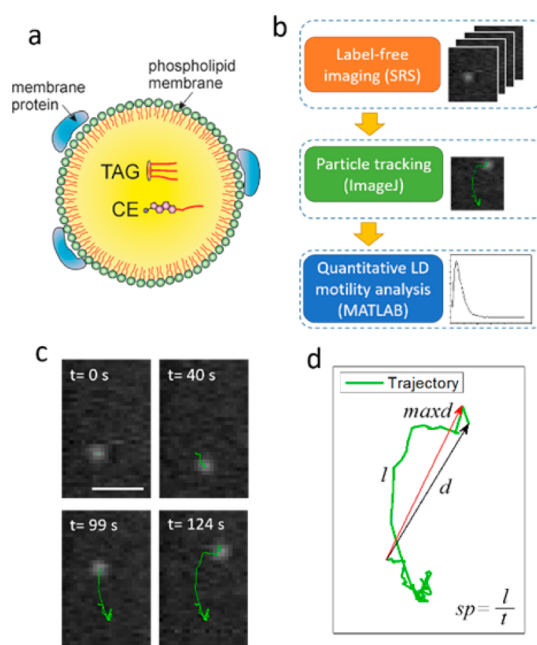 a
membrane
protein
phospholipid
membrane
TAG
CE
b
Label-free
imaging (SRS)
Particle tracking
(ImageJ)
Quantitative LD
motility analysis
(MATLAB)
c
t= 0 s
t= 40 s
t= 99 s
t= 124 s
d
Trajectory
maxd
l
d
sp = l
t